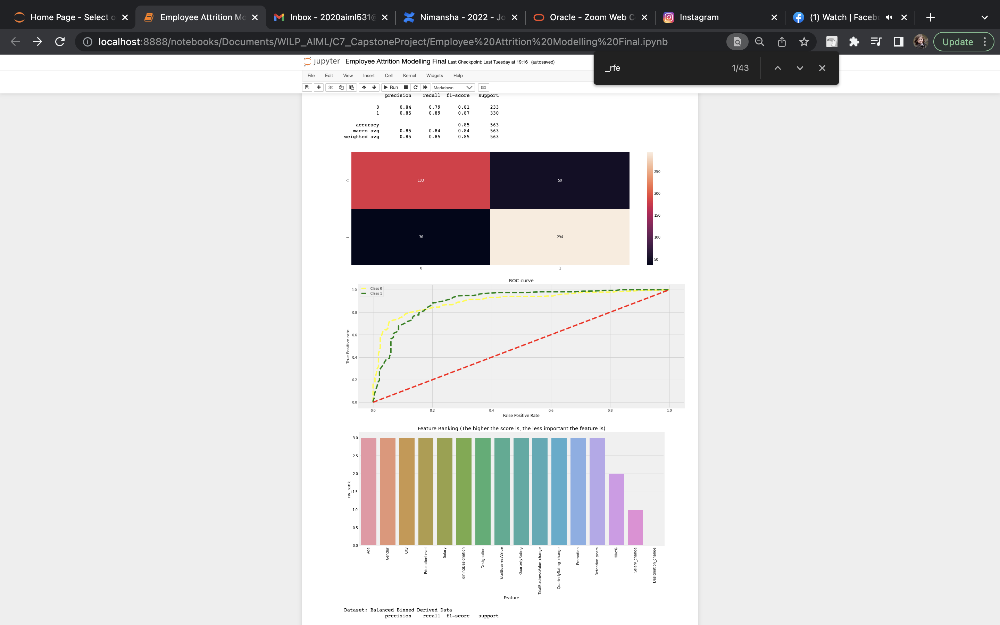 Home Page - Select o
Employee Attrition Mo
Inbox - 2020aiml531@
Nimansha - 2022 - Jo
Oracle - Zoom Web C
Instagram
(1) Watch | Facebo
localhost:8888/notebooks/Documents/WILP_AIML/C7_CapstoneProject/Employee%20Attrition%20Modelling%20Final.ipynb
Update
_rfe 1/43
jupyter Employee Attrition Modelling Final Last Checkpoint: Last Tuesday at 19:16 (autosaved)
File Edit View Insert Cell Kernel Widgets Help
Run Markdown
precision recall f1-score support
0 0.84 0.79 0.81 233
1 0.85 0.89 0.87 330
accuracy 0.85 563
macro avg 0.85 0.84 0.84 563
weighted avg 0.85 0.85 0.85 563
0
183
50
1
36
294
0 1
250
200
150
100
50
ROC curve
Class 0
Class 1
True Positive rate
1.0
0.8
0.6
0.4
0.2
0.0
0.0 0.2 0.4 0.6 0.8 1.0
False Positive Rate
Feature Ranking (The higher the score is, the less important the feature is)
inv_rank
3.0
2.5
2.0
1.5
1.0
0.5
0.0
Age
Gender
City
EducationLevel
Salary
JoiningDesignation
Designation
TotalBusinessValue
QuarterlyRating
TotalBusinessValue_change
QuarterlyRating_change
Promotion
Retention_years
Hike%
Salary_change
Designation_change
Feature
Dataset: Balanced Binned Derived Data
precision recall f1-score support